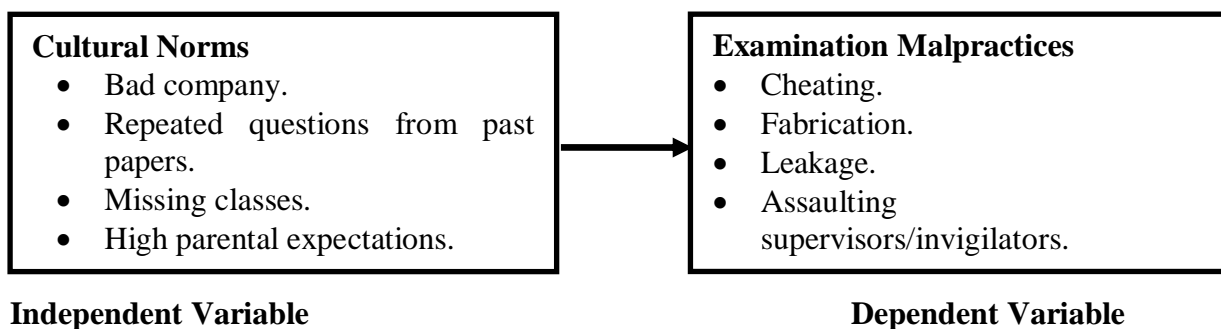 Cultural Norms
• Bad company.
• Repeated questions from past
papers.
• Missing classes.
• High parental expectations.
Examination Malpractices
• Cheating.
• Fabrication.
• Leakage.
• Assaulting
supervisors/invigilators.
Independent Variable
Dependent Variable